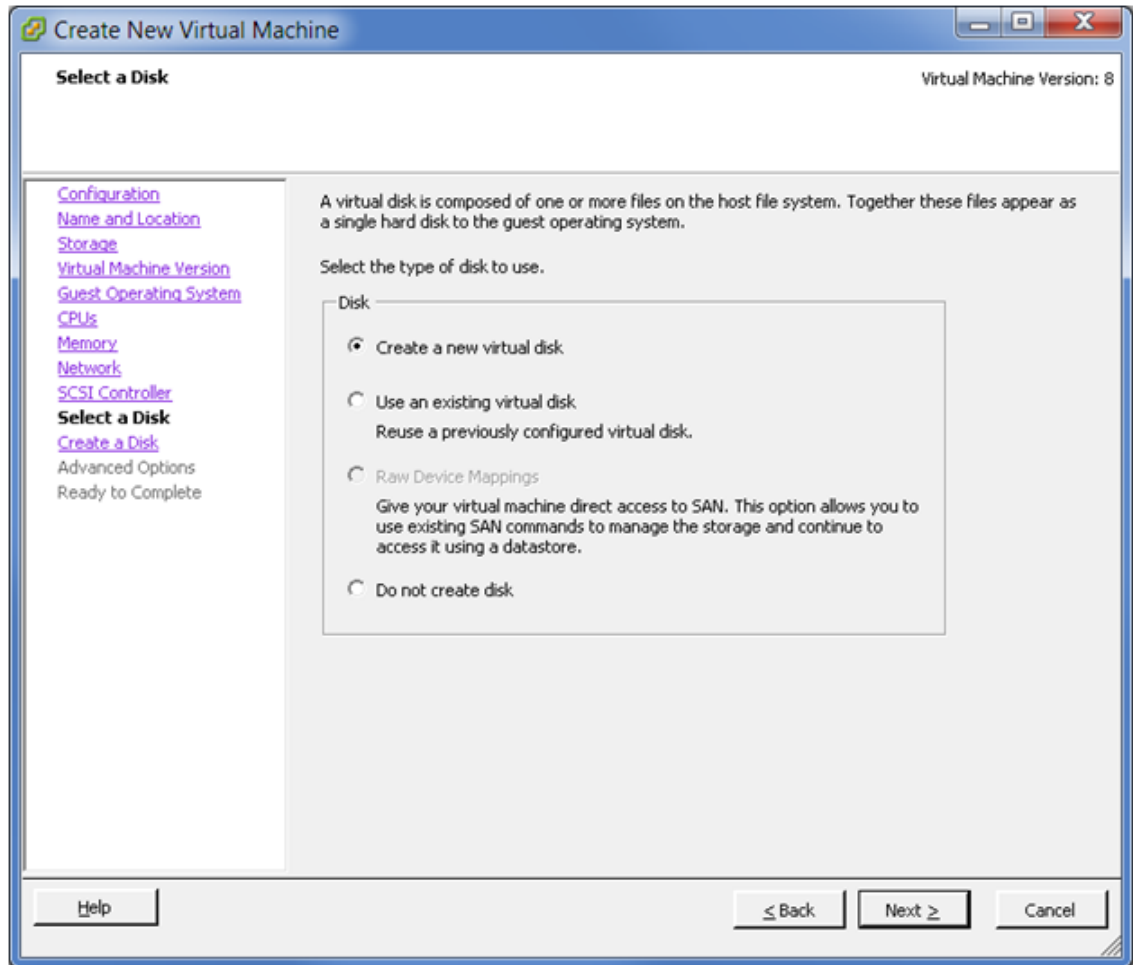 Create New Virtual Machine
Select a Disk
Virtual Machine Version: 8
Configuration
Name and Location
Storage
Virtual Machine Version
Guest Operating System
CPUs
Memory
Network
SCSI Controller
Select a Disk
Create a Disk
Advanced Options
Ready to Complete
A virtual disk is composed of one or more files on the host file system. Together these files appear as
a single hard disk to the guest operating system.
Select the type of disk to use.
Disk
Create a new virtual disk
Use an existing virtual disk
Reuse a previously configured virtual disk.
Raw Device Mappings
Give your virtual machine direct access to SAN. This option allows you to
use existing SAN commands to manage the storage and continue to
access it using a datastore.
Do not create disk
Help
≤ Back
Next ≥
Cancel